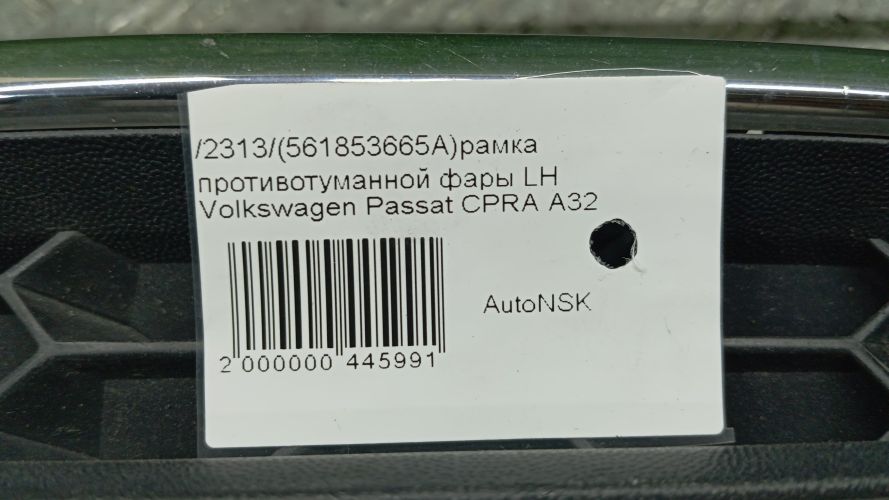 /2313/(561853665A)рамка
противотуманной фары LH
Volkswagen Passat CPRA A32
AutoNSK
2 000000 445991